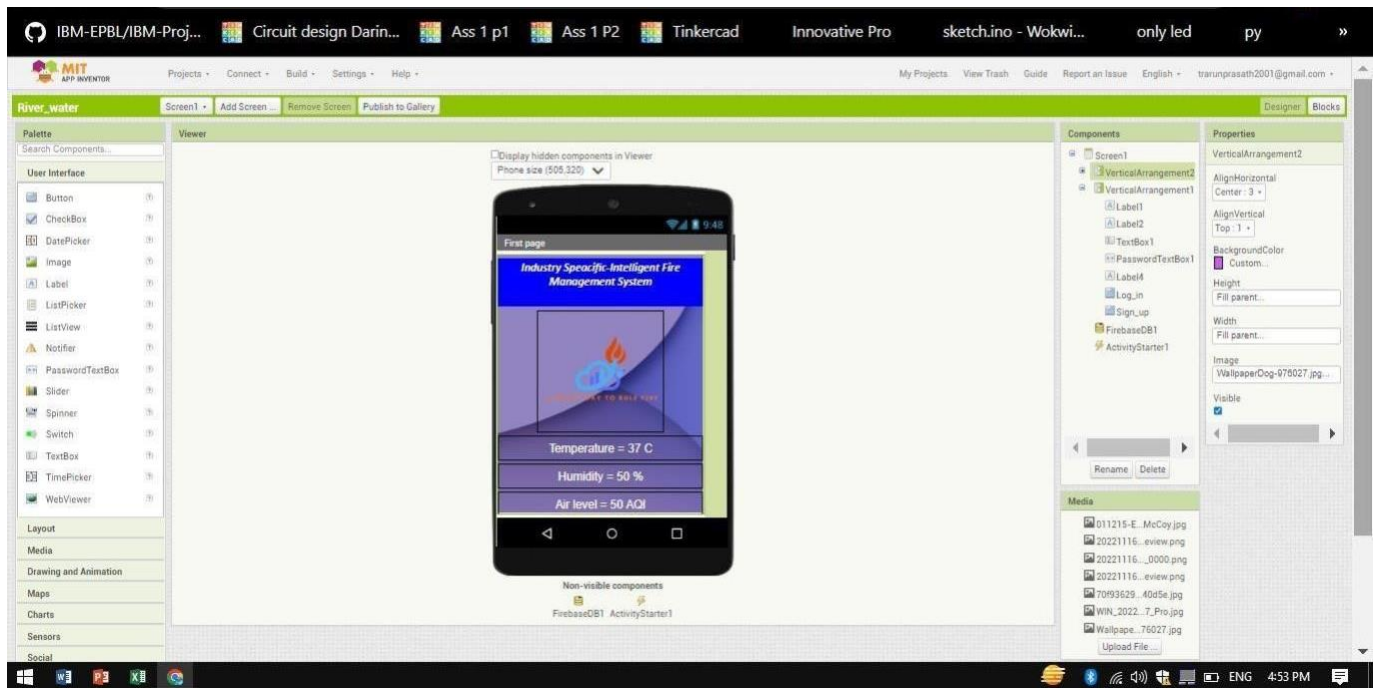 IBM-EPBL/IBM-Proj... Circuit design Darin... Ass 1 p1 Ass 1 P2 Tinkercad Innovative Pro sketch.ino - Wokwi... only led py »
MIT
APP INVENTOR
Projects Connect Build Settings Help
My Projects View Trash Guide Report an Issue English trarunprasath2001@gmail.com
River_water
Screen1 Add Screen ... Remove Screen Publish to Gallery
Designer Blocks
Palette
Search Components...
User Interface
Button
CheckBox
DatePicker
Image
Label
ListPicker
ListView
Notifier
PasswordTextBox
Slider
Spinner
Switch
TextBox
TimePicker
WebViewer
Layout
Media
Drawing and Animation
Maps
Charts
Sensors
Social
Viewer
Display hidden components in Viewer
Phone size (505,320)
9:48
First page
Industry Speacific-Intelligent Fire
Management System
Temperature = 37 C
Humidity = 50 %
Air level = 50 AQI
Non-visible components
FirebaseDB1 ActivityStarter1
Components
Screen1
VerticalArrangement2
VerticalArrangement1
Label1
Label2
TextBox1
PasswordTextBox1
Label4
Log_in
Sign_up
FirebaseDB1
ActivityStarter1
Rename Delete
Media
011215-E...McCoy.jpg
20221116...eview.png
20221116..._0000.png
20221116...eview.png
70f93629...40d5e.jpg
WIN_2022...7_Pro.jpg
Wallpape...76027.jpg
Upload File ...
Properties
VerticalArrangement2
AlignHorizontal
Center : 3
AlignVertical
Top : 1
BackgroundColor
Custom...
Height
Fill parent...
Width
Fill parent...
Image
WallpaperDog-976027.jpg...
Visible
ENG 4:53 PM